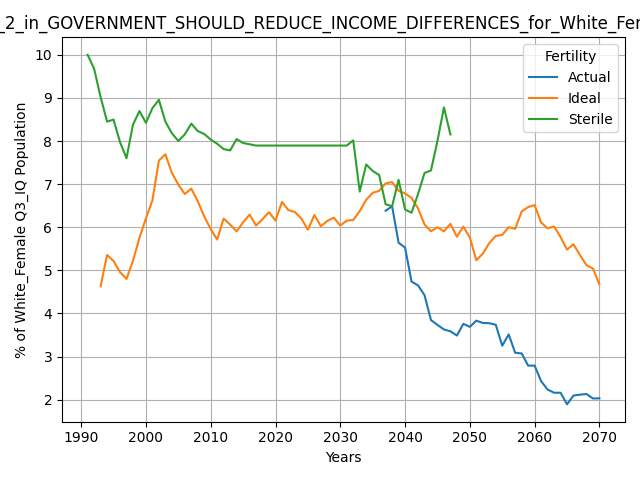 _2_in_GOVERNMENT_SHOULD_REDUCE_INCOME_DIFFERENCES_for_White_Fe
% of White_Female Q3_IQ Population
10
9
8
7
6
5
4
3
2
Fertility
Actual
Ideal
Sterile
1990 2000 2010 2020 2030 2040 2050 2060 2070
Years